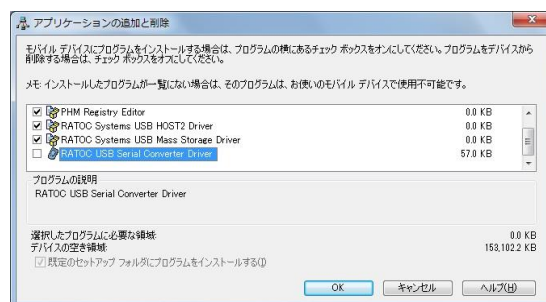 アプリケーションの追加と削除
モバイル デバイスにプログラムをインストールする場合は、プログラムの横にあるチェック ボックスをオンにしてください。プログラムをデバイスから
削除する場合は、チェック ボックスをオフにしてください。
メモ: インストールしたプログラムが一覧にない場合は、そのプログラムは、お使いのモバイル デバイスで使用不可能です。
PHM Registry Editor 0.0 KB
RATOC Systems USB HOST2 Driver 0.0 KB
RATOC Systems USB Mass Storage Driver 0.0 KB
RATOC USB Serial Converter Driver 57.0 KB
プログラムの説明
RATOC USB Serial Converter Driver
選択したプログラムに必要な領域: 0.0 KB
デバイスの空き領域: 153,102.2 KB
既定のセットアップ フォルダにプログラムをインストールする(I)
OK キャンセル ヘルプ(H)